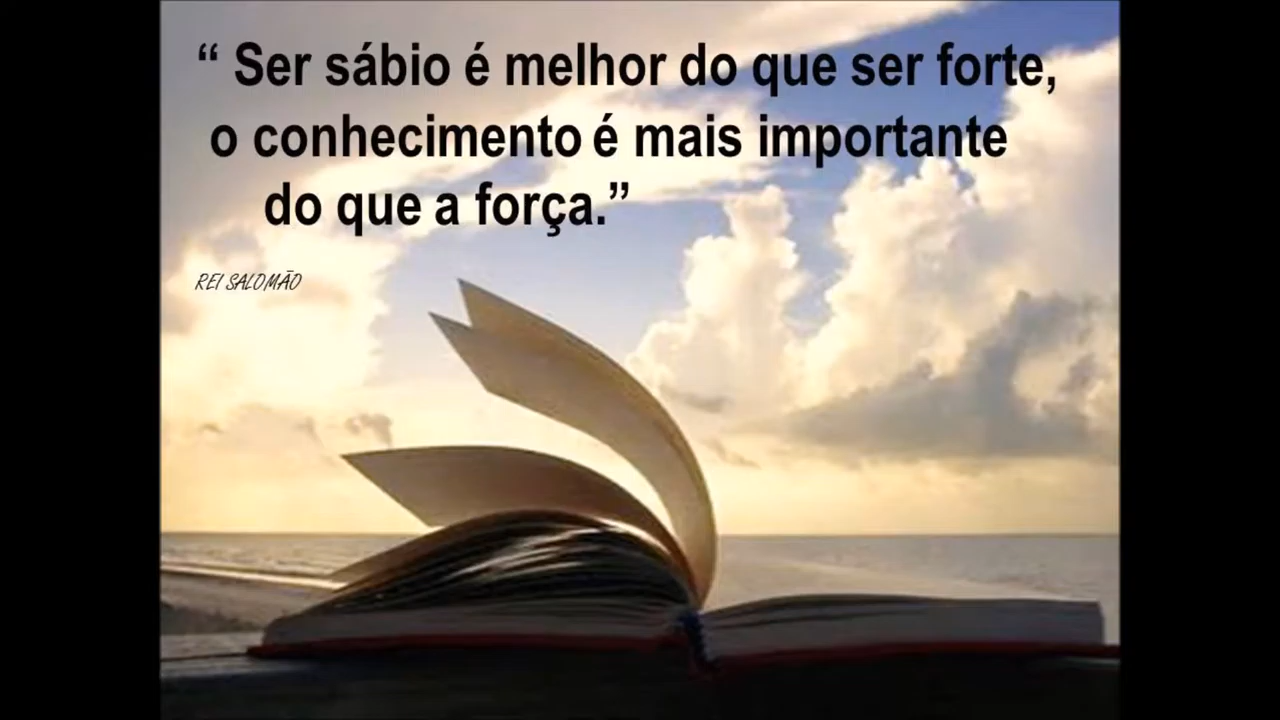 “ Ser sábio é melhor do que ser forte,
o conhecimento é mais importante
do que a força.”
REI SALOMÃO